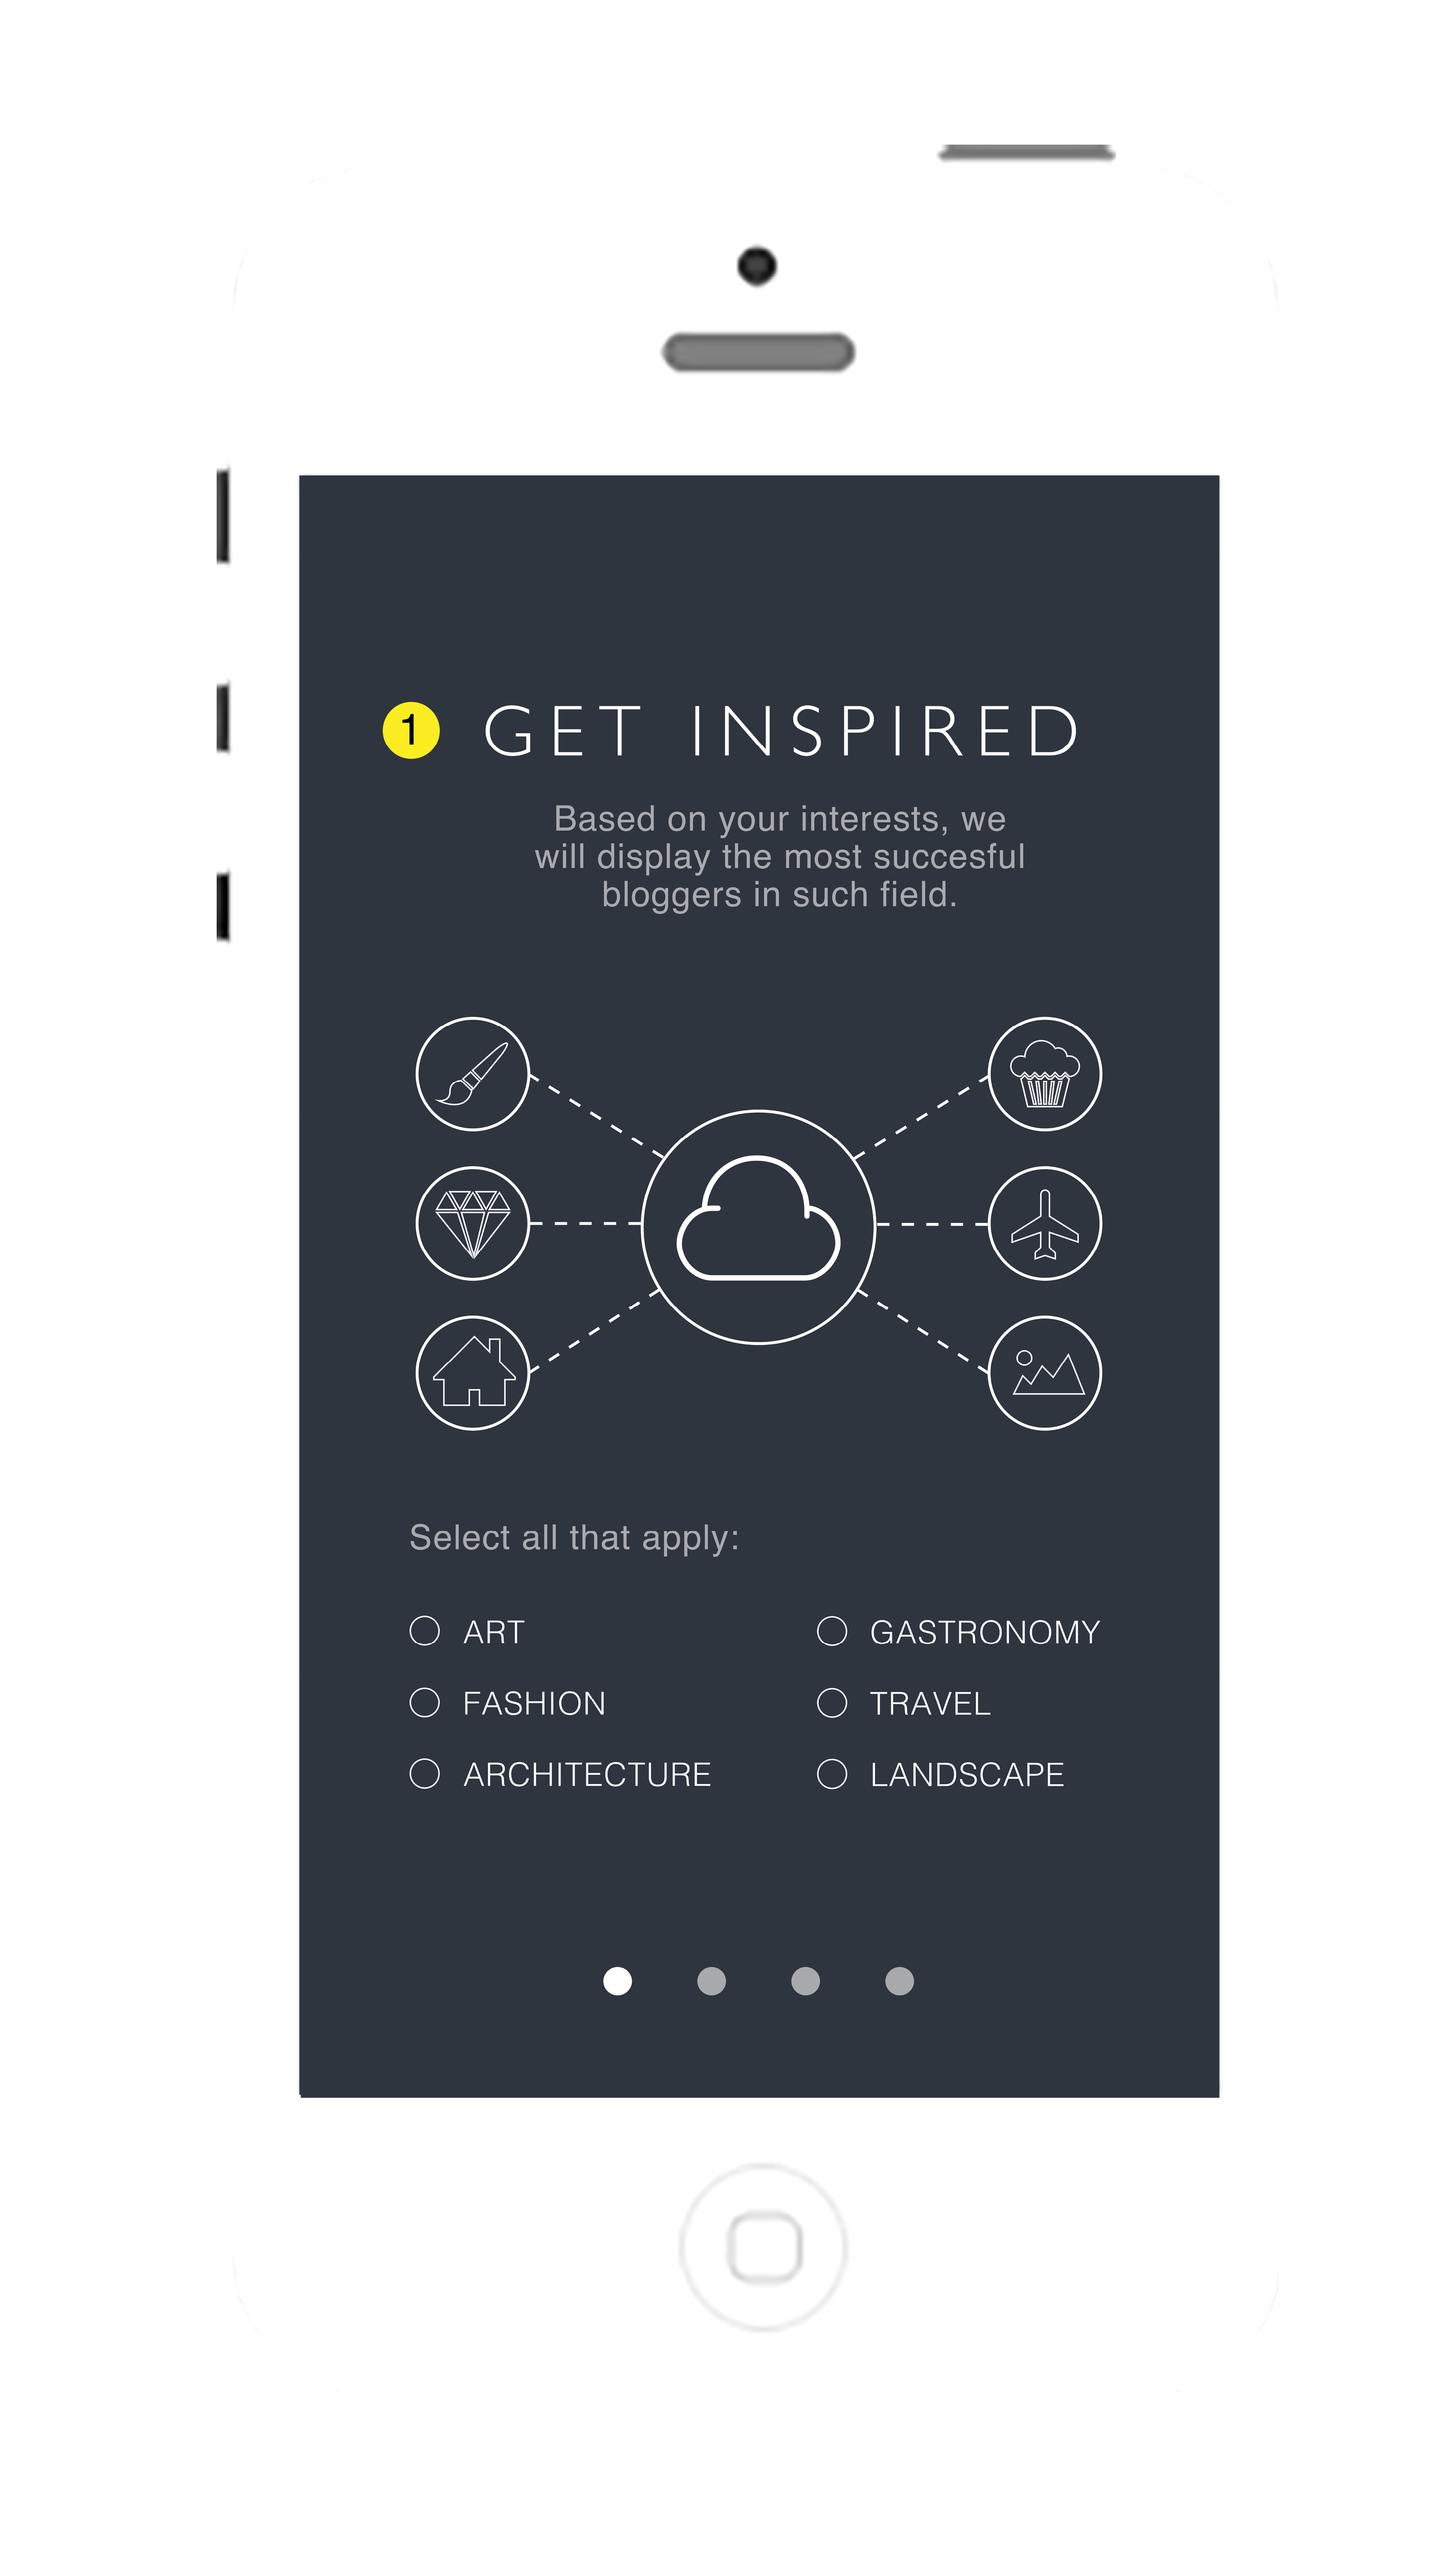 1 GET INSPIRED
Based on your interests, we
will display the most succesful
bloggers in such field.
Select all that apply:
ART
GASTRONOMY
FASHION
TRAVEL
ARCHITECTURE
LANDSCAPE